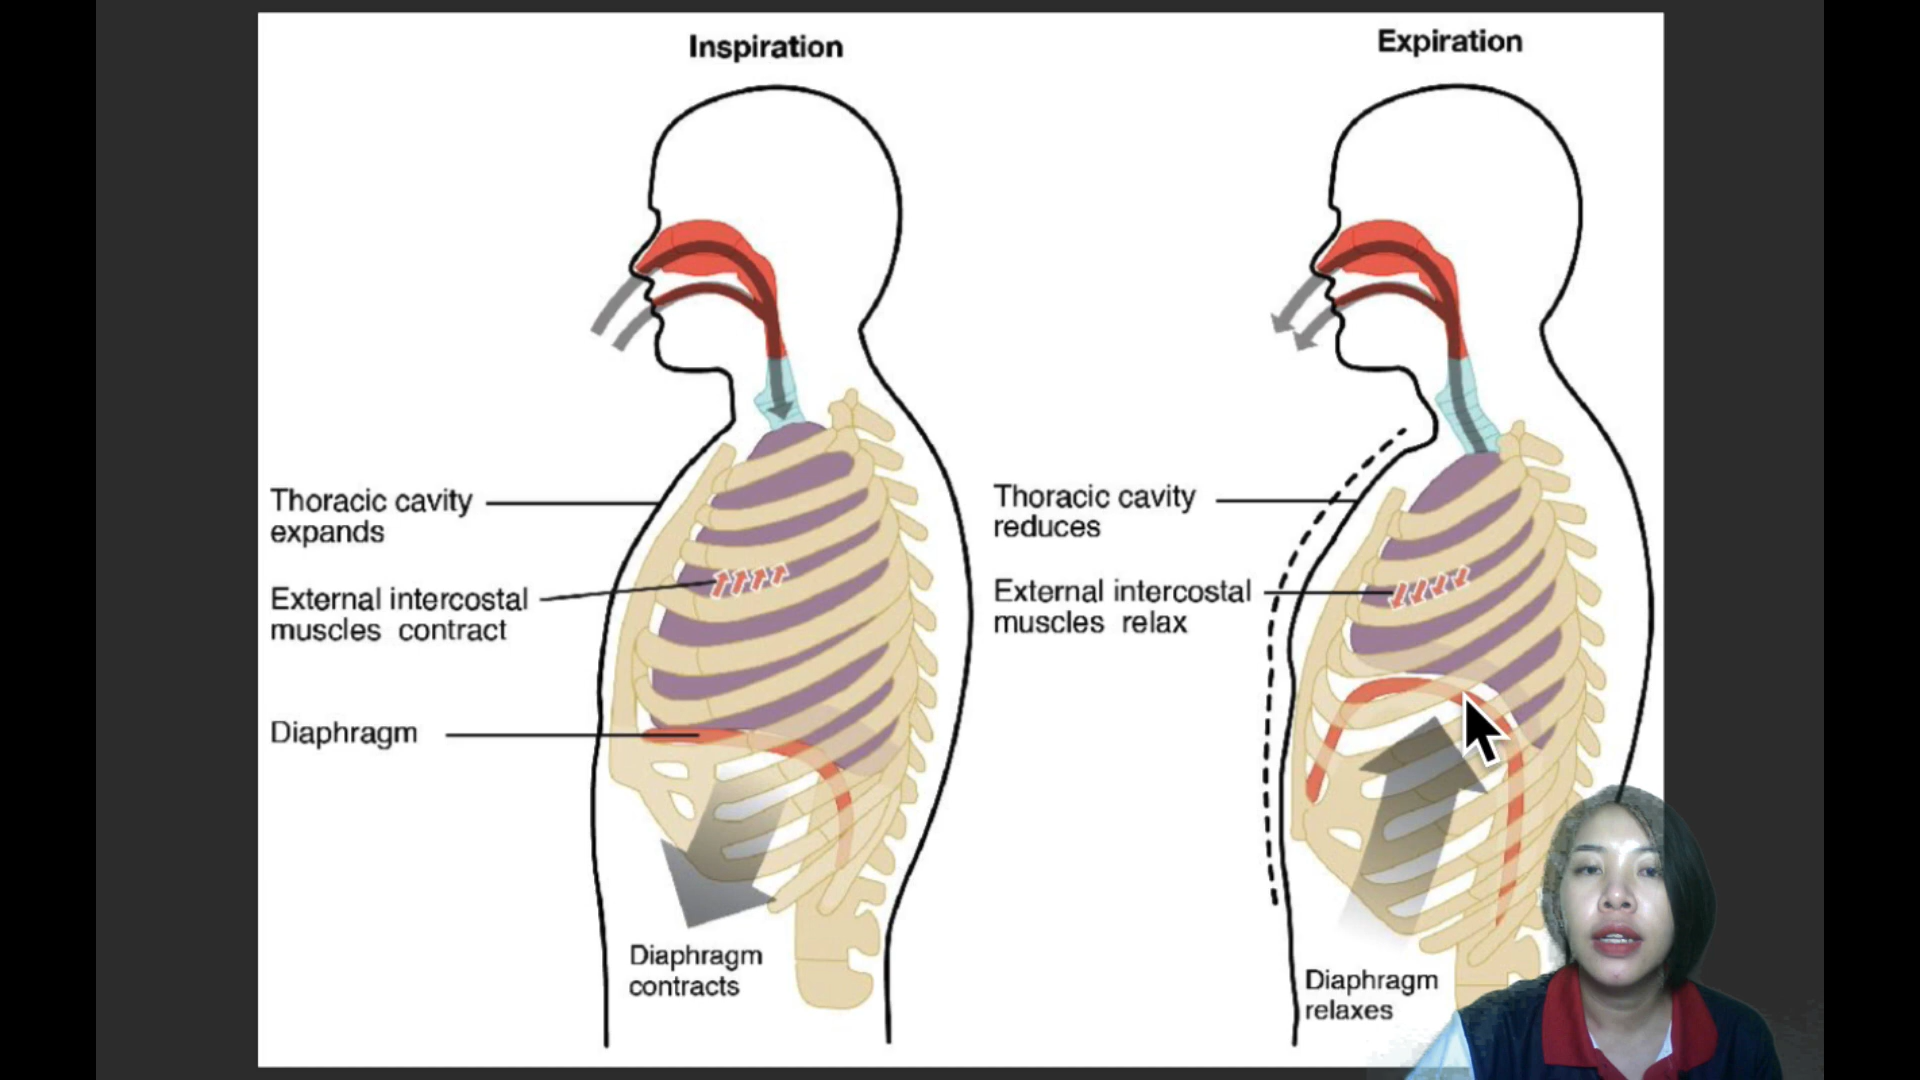 Inspiration
Thoracic cavity
expands
External intercostal
muscles contract
Diaphragm
Diaphragm
contracts
Expiration
Thoracic cavity
reduces
External intercostal
muscles relax
Diaphragm
relaxes